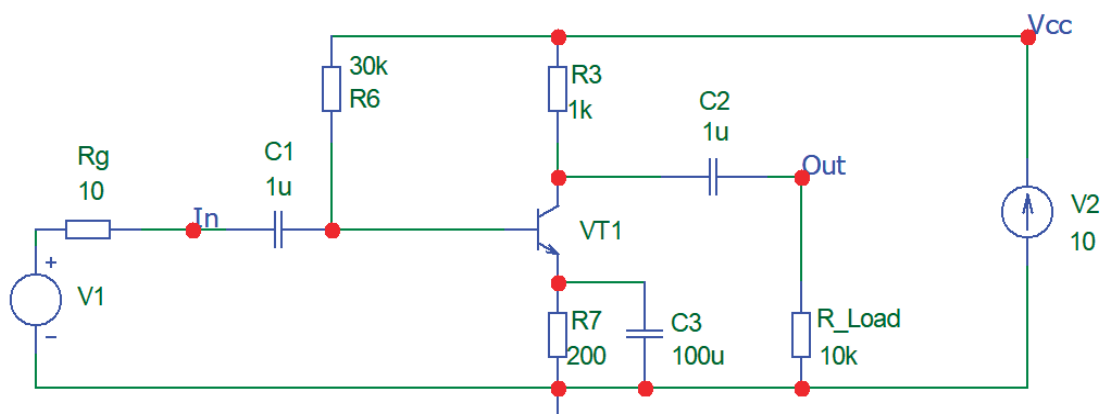 Vcc
30k
R6
R3
1k
C2
1u
Out
Rg
10
C1
1u
In
VT1
V2
10
V1
+
−
R7
200
C3
100u
R_Load
10k